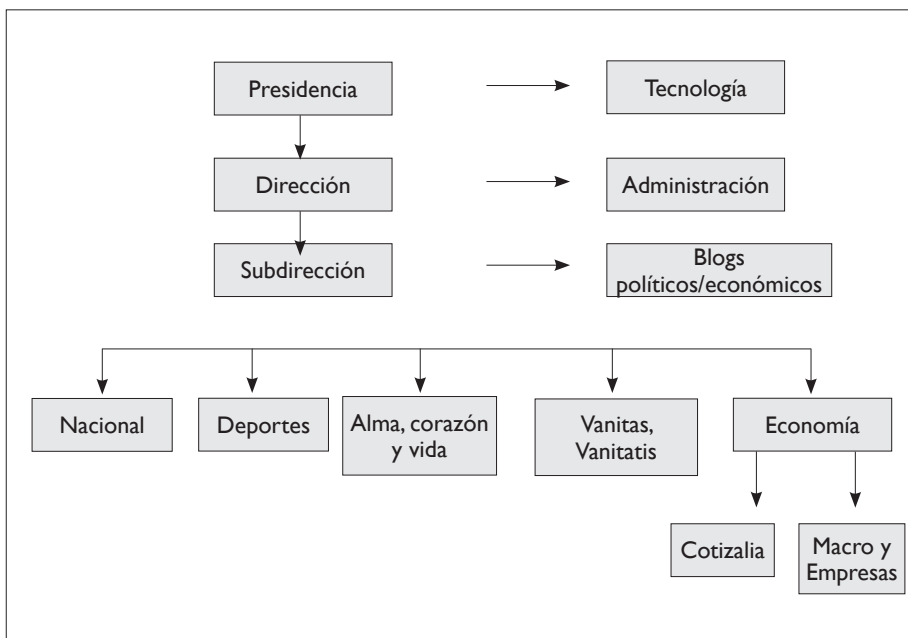 Presidencia
Tecnología
Dirección
Administración
Subdirección
Blogs
políticos/económicos
Nacional
Deportes
Alma, corazón
y vida
Vanitas,
Vanitatis
Economía
Cotizalia
Macro y
Empresas